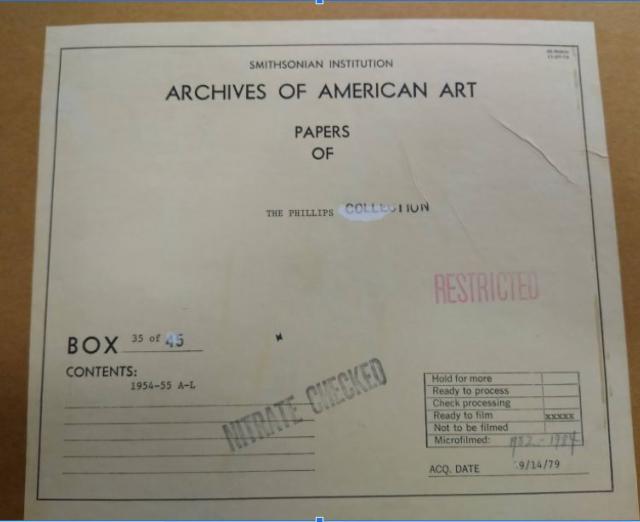 SMITHSONIAN INSTITUTION
ARCHIVES OF AMERICAN ART
PAPERS
OF
THE PHILLIPS COLLECTION
RESTRICTED
BOX 35 of 45
CONTENTS:
1954-55 A-L
NITRATE CHECKED
Hold for more
Ready to process
Check processing
Ready to film xxxxx
Not to be filmed
Microfilmed: 1982-1984
ACQ. DATE 9/14/79